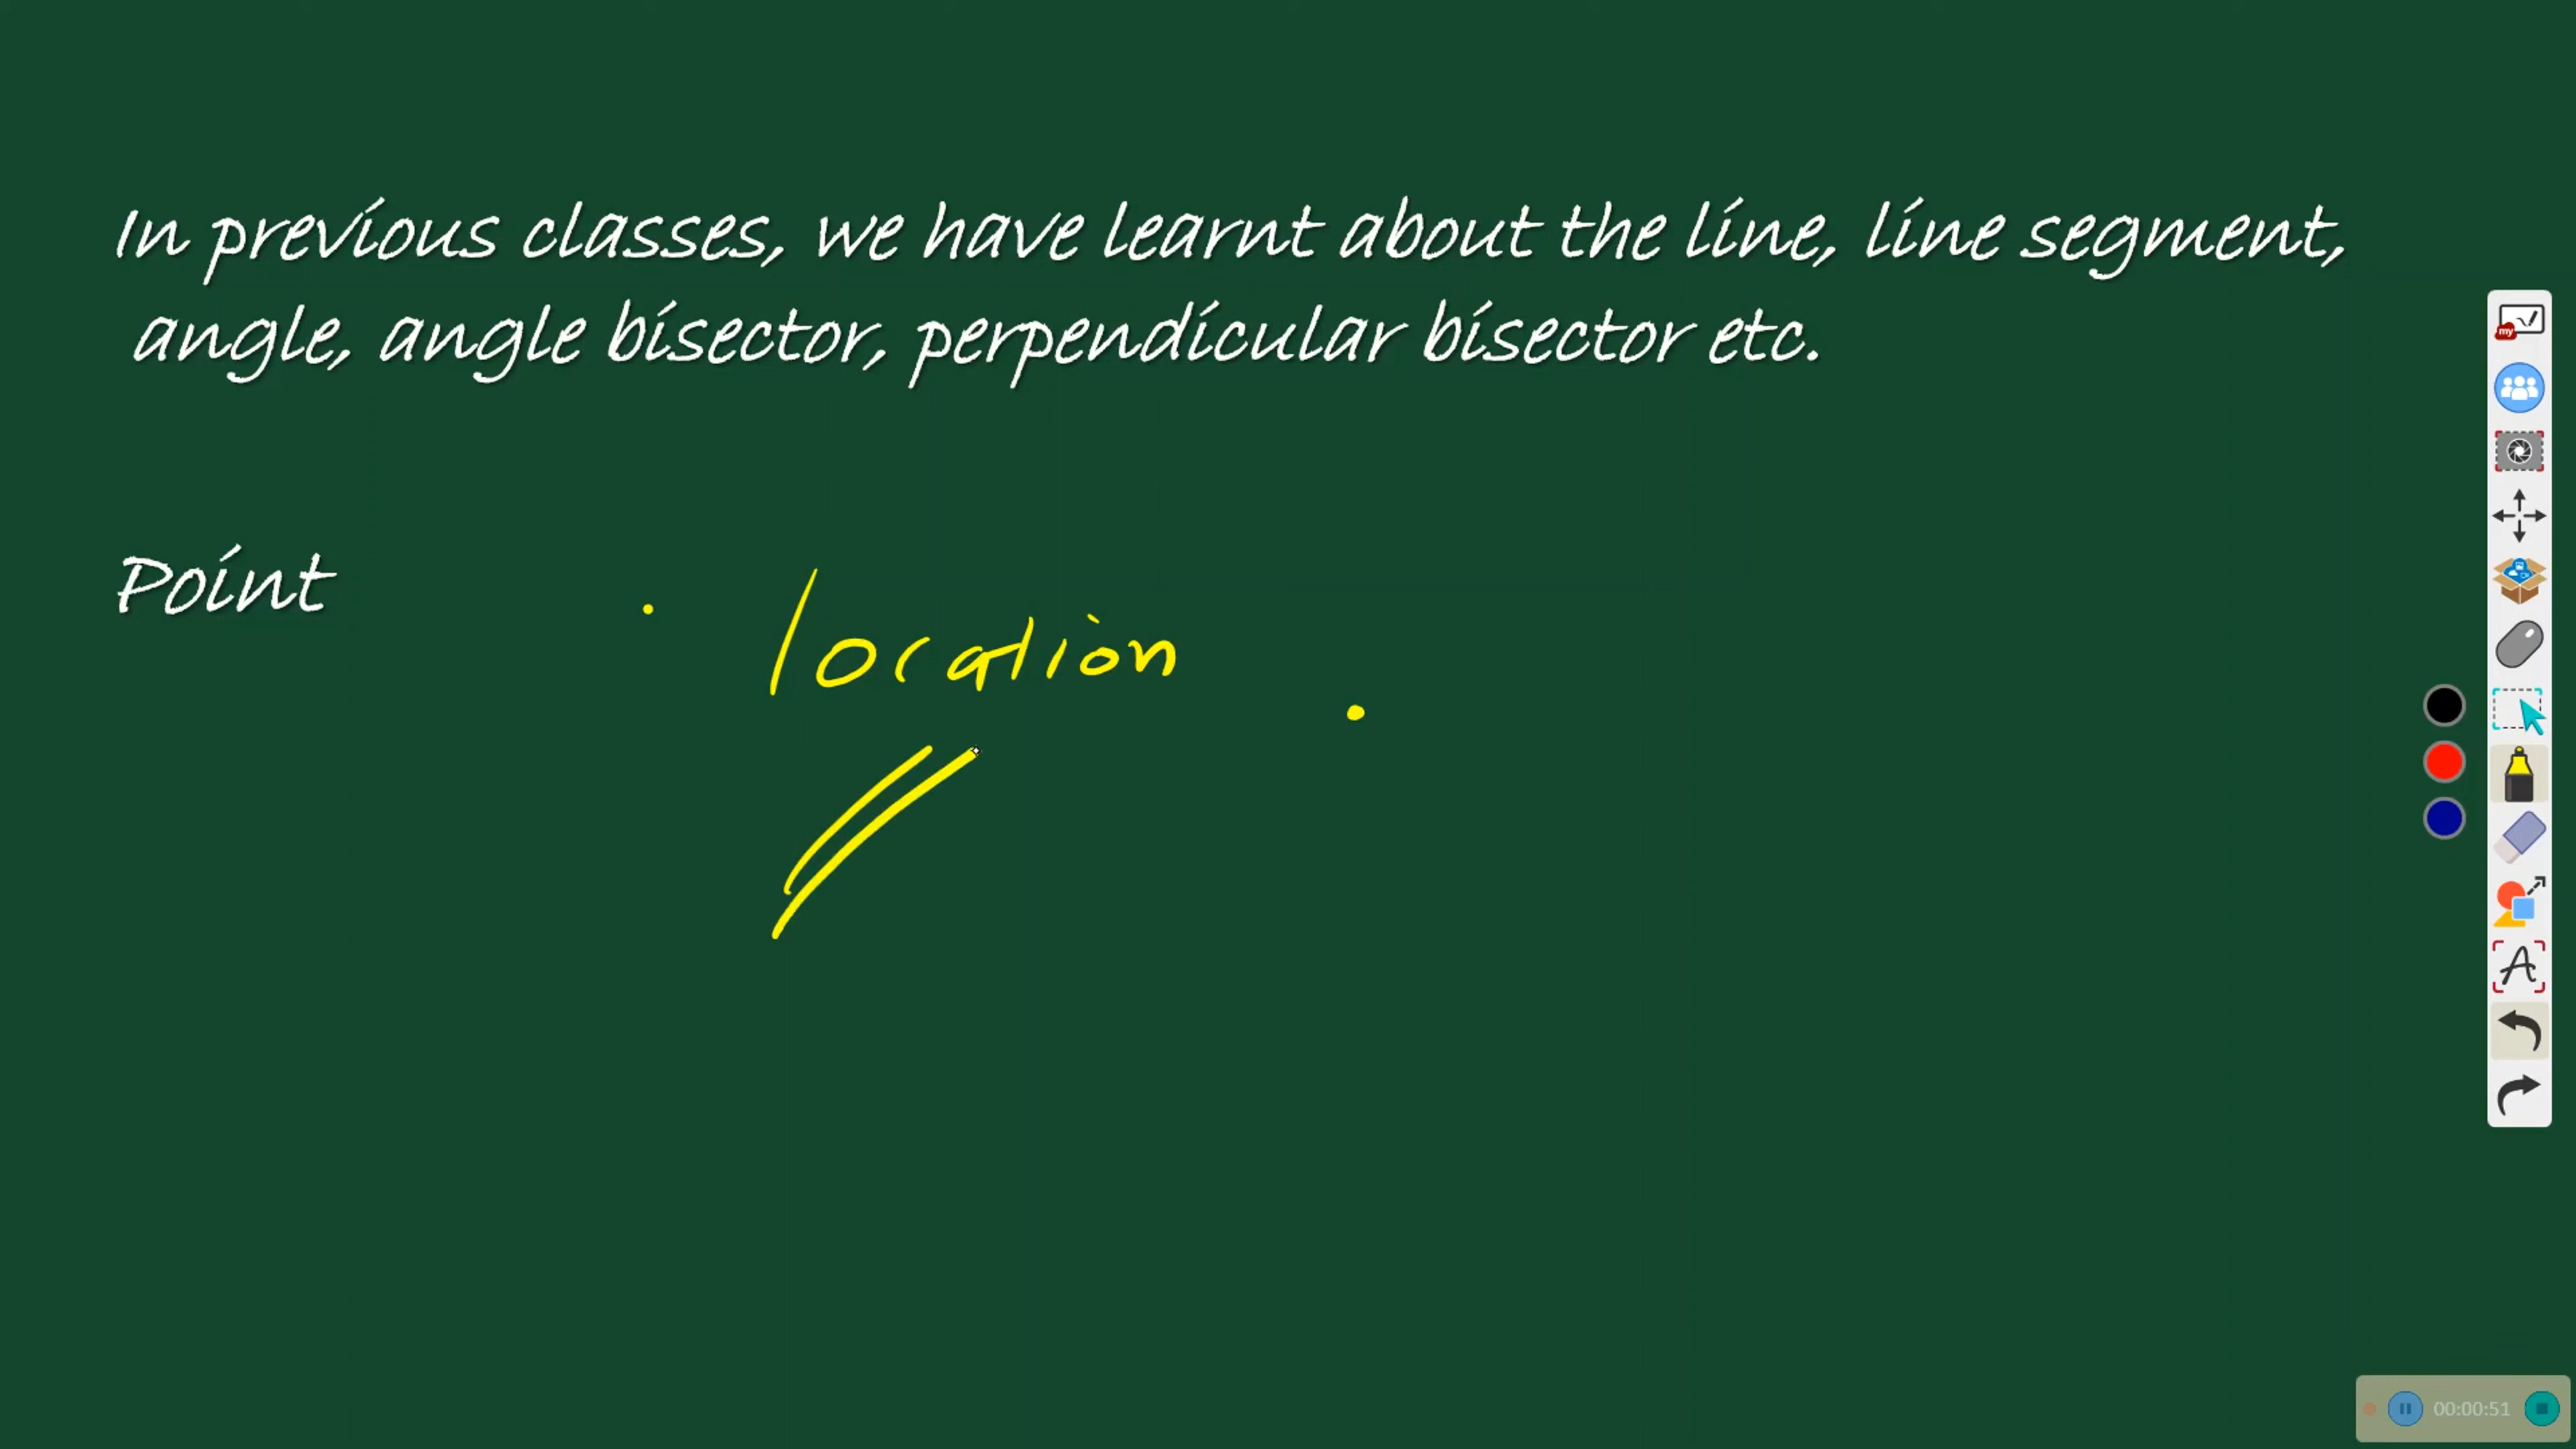 In previous classes, we have learnt about the line, line segment,
angle, angle bisector, perpendicular bisector etc.
Point
location
my
A
00:00:51